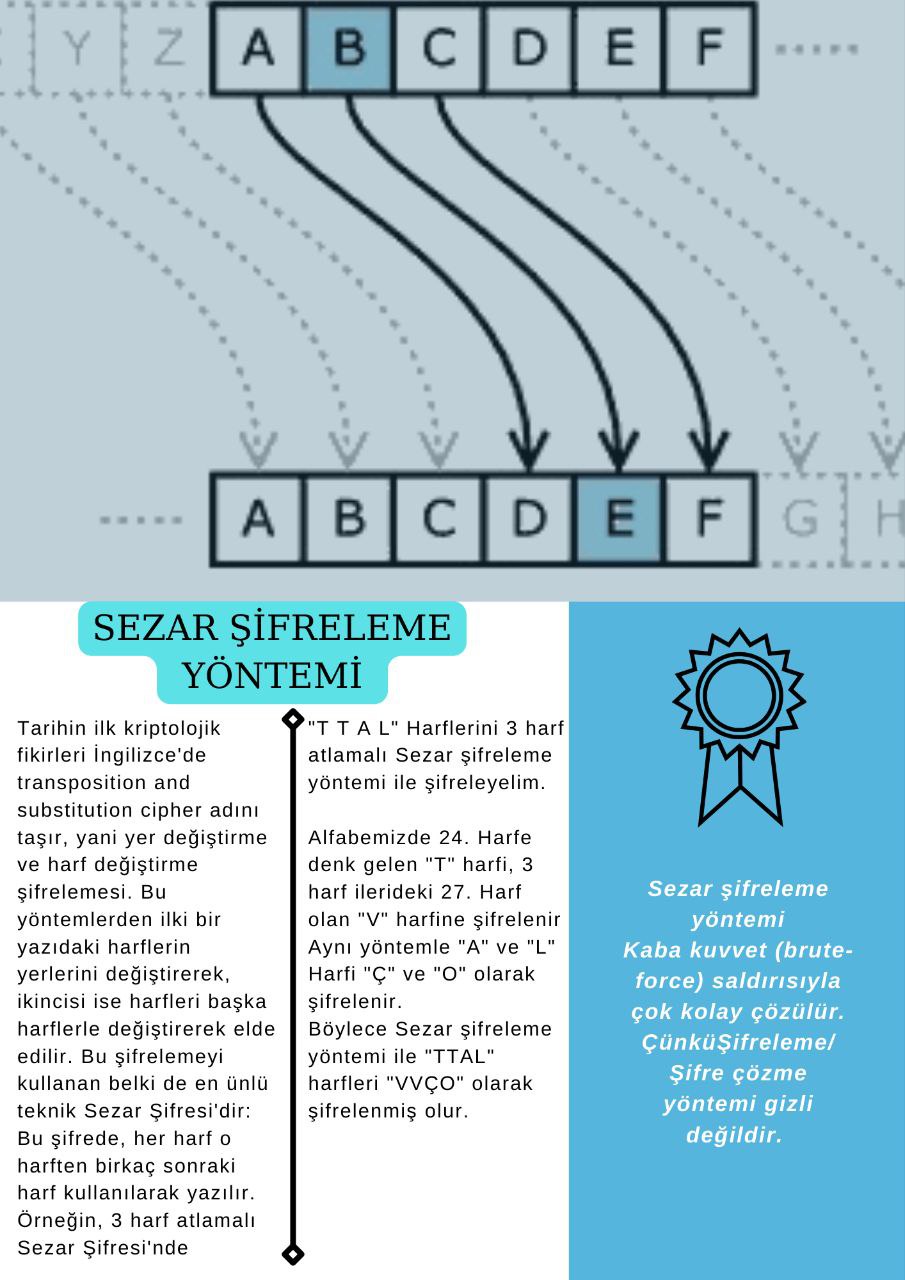 Y Z A B C D E F
A B C D E F G H
SEZAR ŞİFRELEME
YÖNTEMİ
Tarihin ilk kriptolojik
fikirleri İngilizce'de
transposition and
substitution cipher adını
taşır, yani yer değiştirme
ve harf değiştirme
şifrelemesi. Bu
yöntemlerden ilki bir
yazıdaki harflerin
yerlerini değiştirerek,
ikincisi ise harfleri başka
harflerle değiştirerek elde
edilir. Bu şifrelemeyi
kullanan belki de en ünlü
teknik Sezar Şifresi'dir:
Bu şifrede, her harf o
harften birkaç sonraki
harf kullanılarak yazılır.
Örneğin, 3 harf atlamalı
Sezar Şifresi'nde
"T T A L" Harflerini 3 harf
atlamalı Sezar şifreleme
yöntemi ile şifreleyelim.
Alfabemizde 24. Harfe
denk gelen "T" harfi, 3
harf ilerideki 27. Harf
olan "V" harfine şifrelenir
Aynı yöntemle "A" ve "L"
Harfi "Ç" ve "O" olarak
şifrelenir.
Böylece Sezar şifreleme
yöntemi ile "TTAL"
harfleri "VVÇO" olarak
şifrelenmiş olur.
Sezar şifreleme
yöntemi
Kaba kuvvet (brute-
force) saldırısıyla
çok kolay çözülür.
ÇünküŞifreleme/
Şifre çözme
yöntemi gizli
değildir.